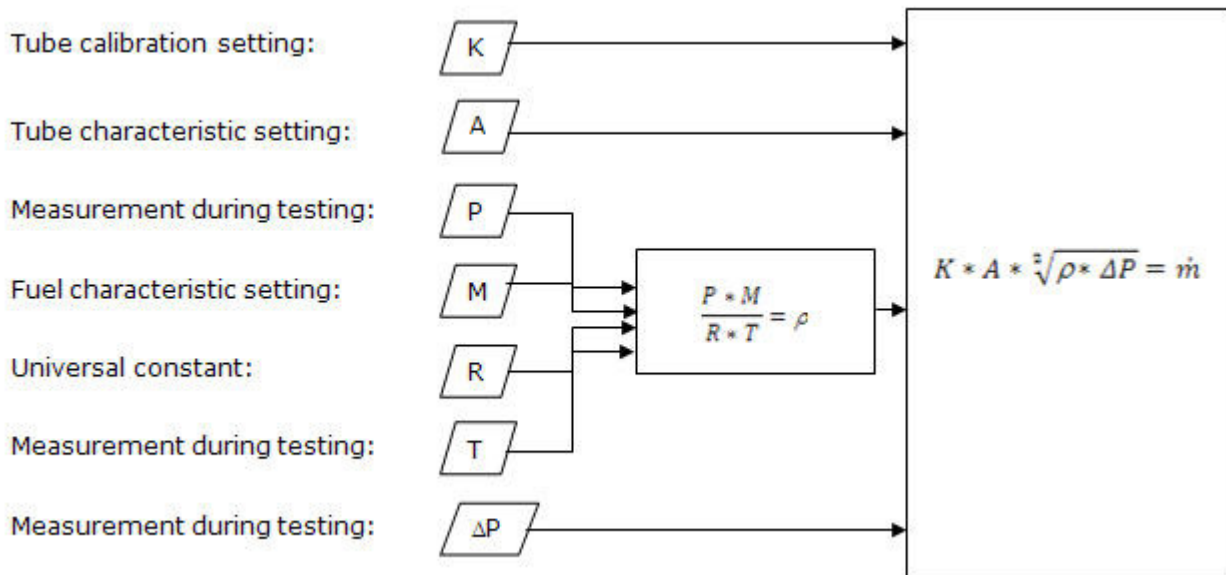 Tube calibration setting: K
Tube characteristic setting: A
Measurement during testing: P
Fuel characteristic setting: M
Universal constant: R
Measurement during testing: T
Measurement during testing: ΔP
P * M / R * T = ρ
K * A * ²√ρ * ΔP = ṁ